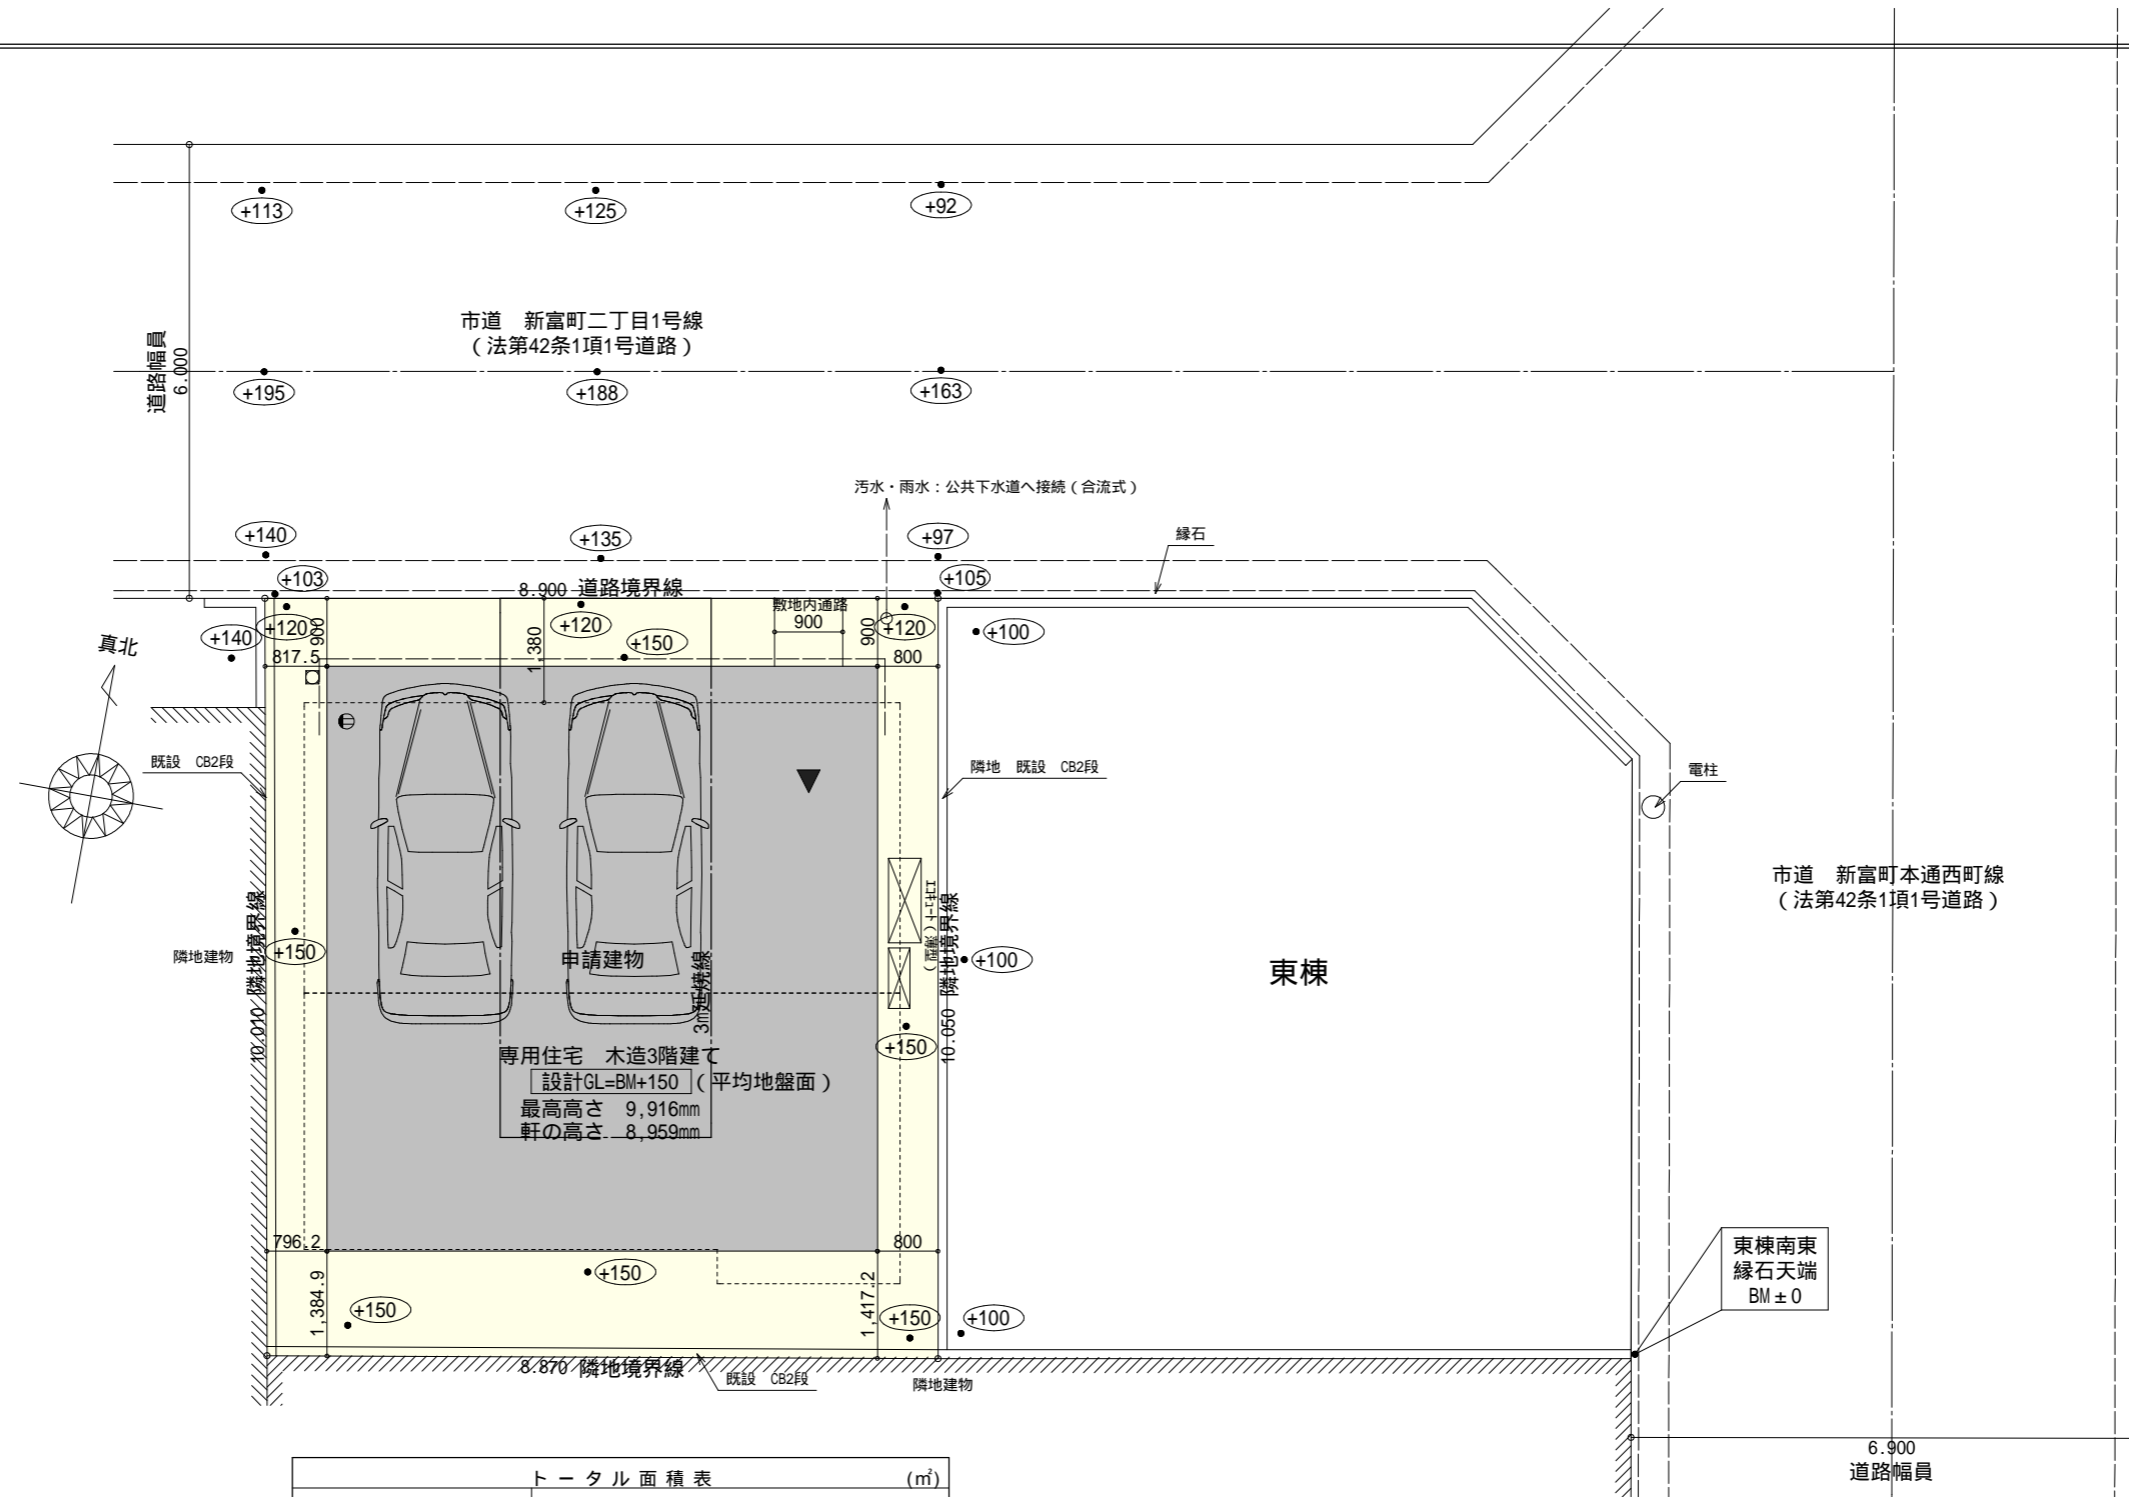 +113
+125
+92
市道　新富町二丁目1号線
（法第42条1項1号道路）
道路幅員
6.000
+195
+188
+163
汚水・雨水：公共下水道へ接続（合流式）
縁石
+140
+135
+97
+103
8.900 道路境界線
+105
敷地内通路
900
+120
+120
+120
+140
900
1,380
+150
900
+100
真北
817.5
800
既設　CB2段
隣地　既設　CB2段
電柱
市道　新富町本通西町線
（法第42条1項1号道路）
隣地建物
10.010 隣地境界線
+150
申請建物
3m延焼線
エコキュート（薄型）
10.050 隣地境界線
+100
東棟
+150
専用住宅　木造3階建て
設計GL=BM+150（平均地盤面）
最高高さ　9,916mm
軒の高さ　8,959mm
796.2
800
1,384.9
+150
+150
1,417.2
+150
+100
東棟南東
縁石天端
BM±0
8.870 隣地境界線
既設　CB2段
隣地建物
6.900
道路幅員
トータル面積表　(㎡)